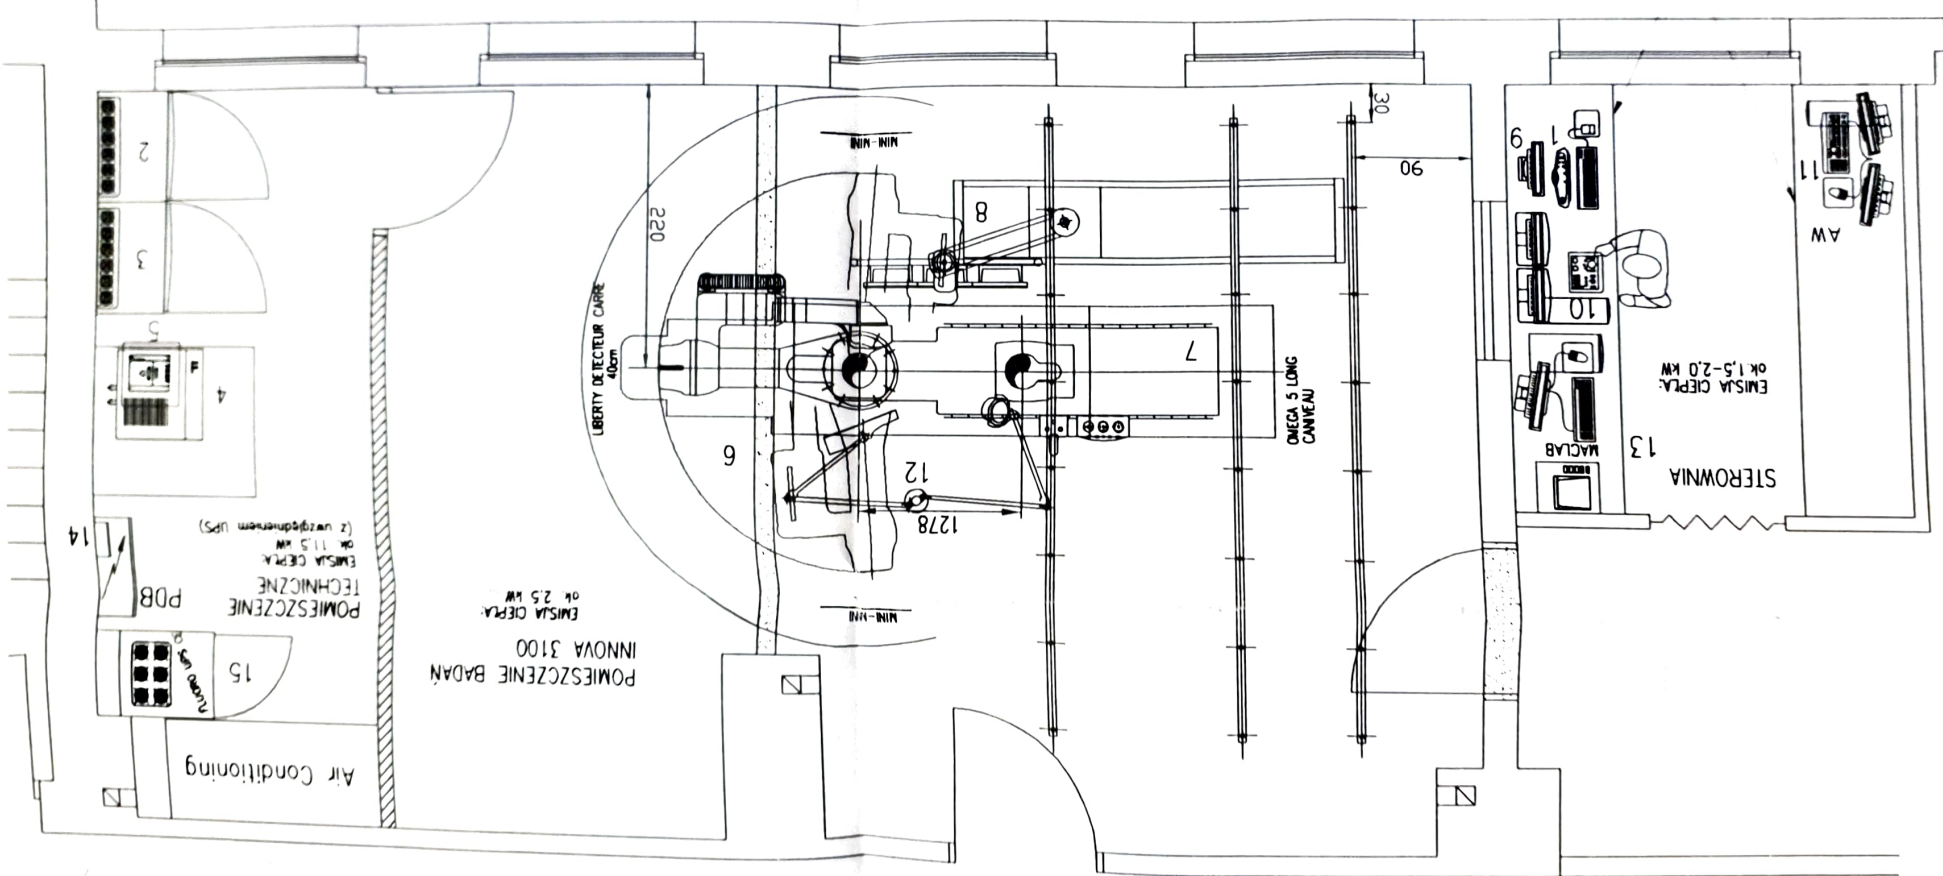 2
3
5
4
14
PDB
POMIESZCZENIE
TECHNICZNE
EMISJA CIEPŁA:
ok. 11,5 kW
(z uwzględnieniem UPS)
15
FLUORO UPS
Air Conditioning
POMIESZCZENIE BADAŃ
INNOVA 3100
EMISJA CIEPŁA:
ok. 2.5 kW
220
LIBERTY DETECTEUR CARRE
40cm
6
MINI-MINI
MINI-MINI
8
7
12
1278
OMEGA 5 LONG
CANIVEAU
30
90
9
1
10
MACLAB
13
STEROWNIA
EMISJA CIEPŁA:
ok.1,5-2,0 kW
11
AW